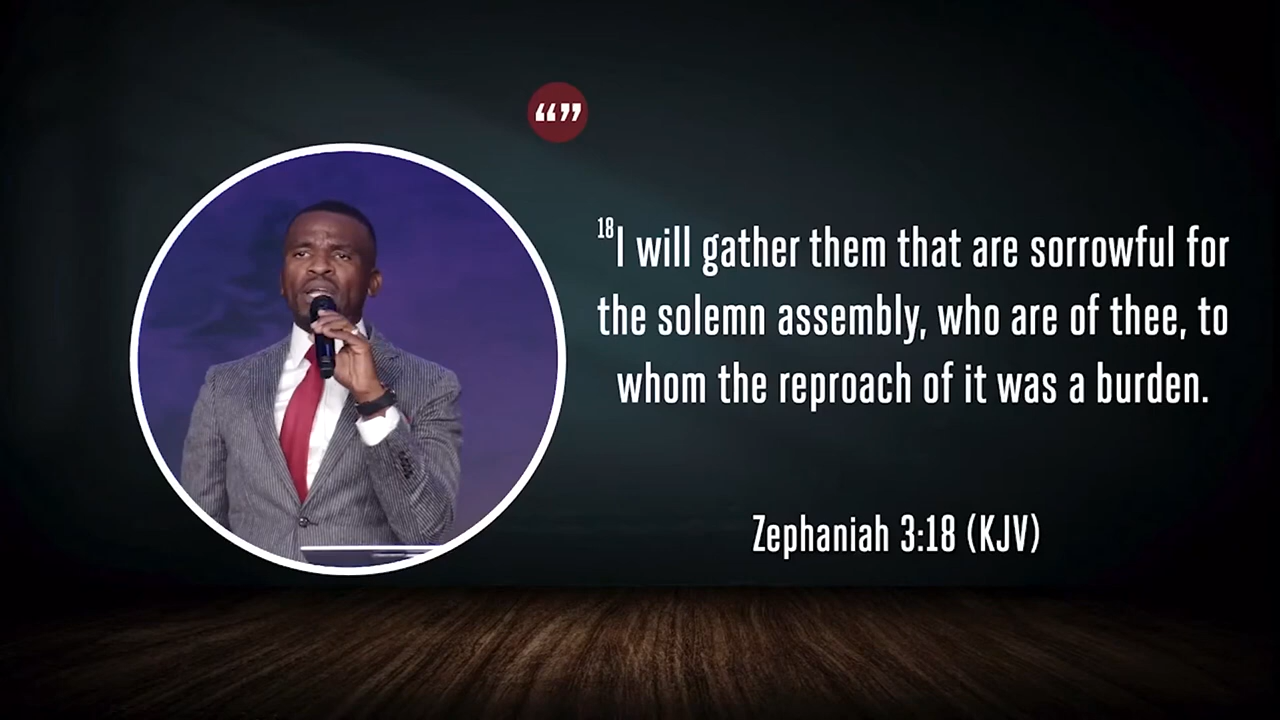 “”
¹⁸I will gather them that are sorrowful for
the solemn assembly, who are of thee, to
whom the reproach of it was a burden.
Zephaniah 3:18 (KJV)